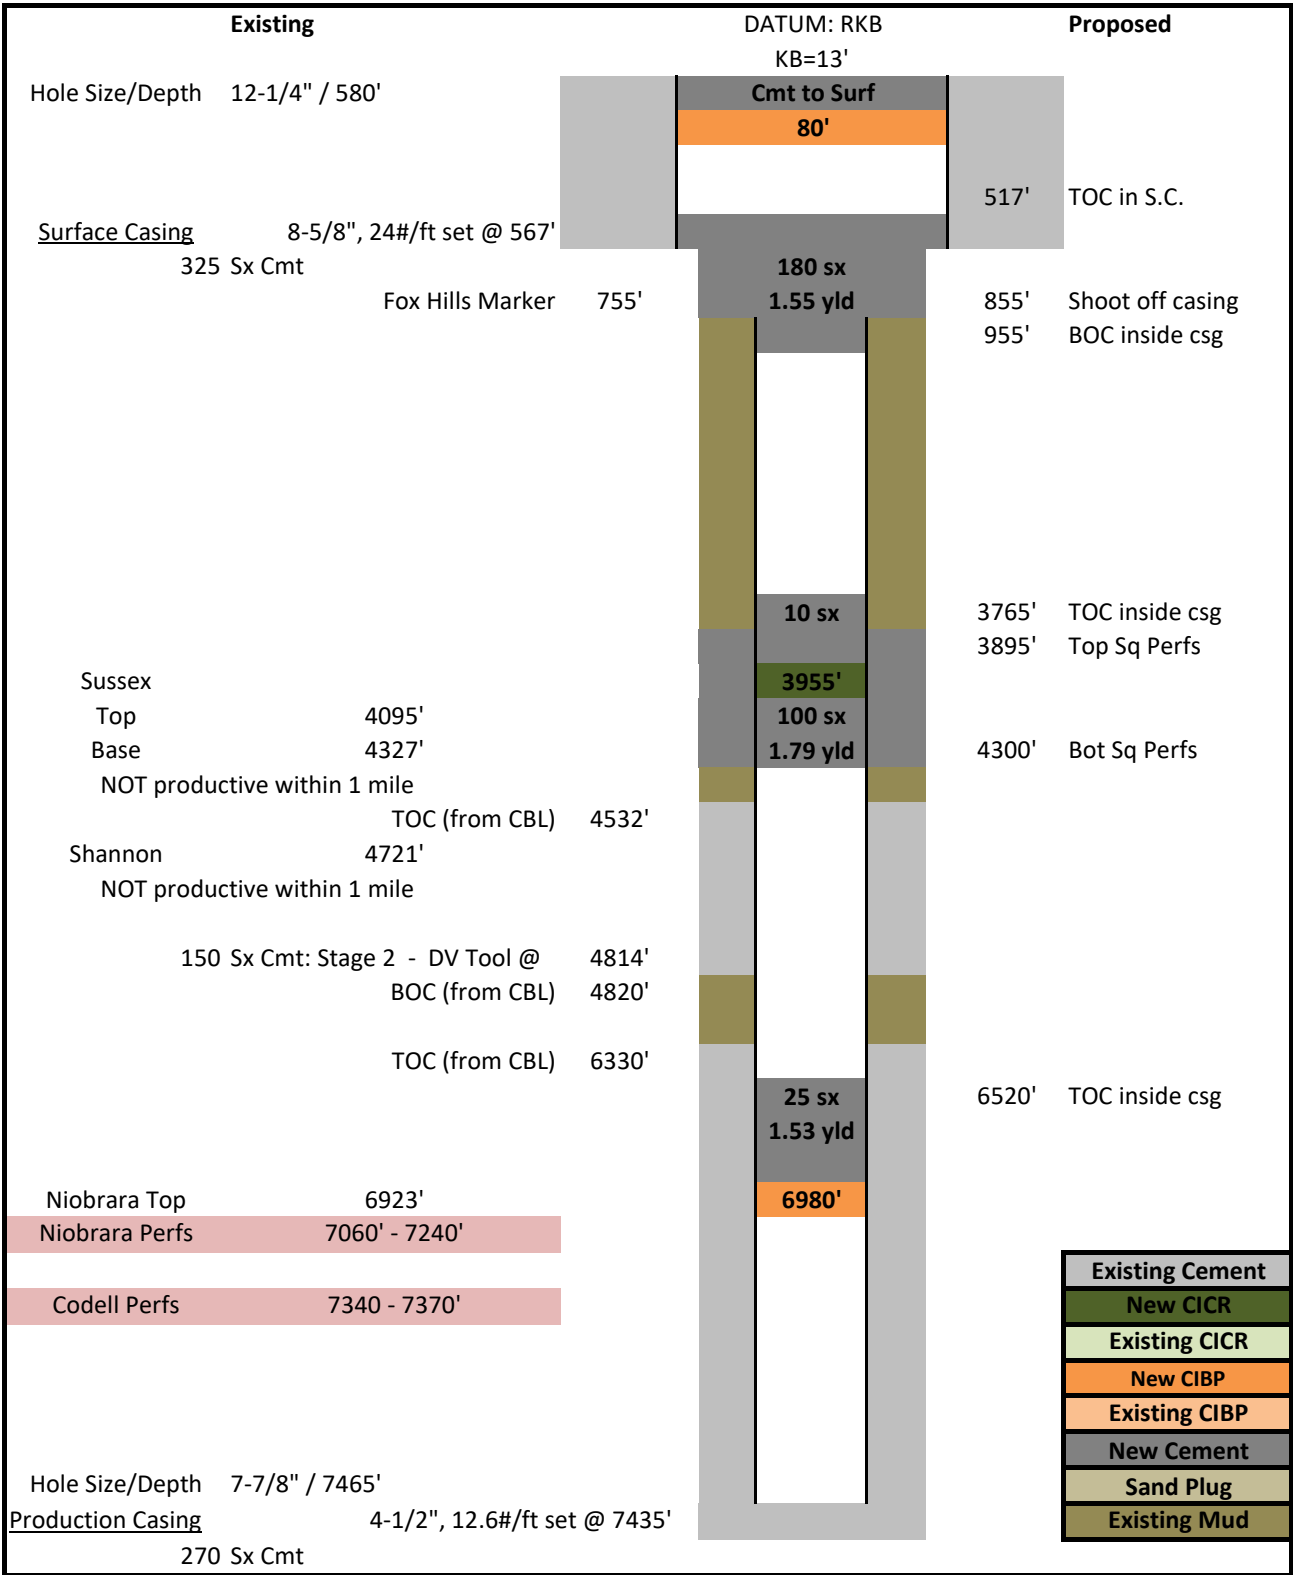 Existing DATUM: RKB Proposed
KB=13'
Hole Size/Depth 12-1/4" / 580' Cmt to Surf
80'
517' TOC in S.C.
Surface Casing 8-5/8", 24#/ft set @ 567'
325 Sx Cmt 180 sx
Fox Hills Marker 755' 1.55 yld 855' Shoot off casing
955' BOC inside csg
10 sx 3765' TOC inside csg
3895' Top Sq Perfs
Sussex 3955'
Top 4095' 100 sx
Base 4327' 1.79 yld 4300' Bot Sq Perfs
NOT productive within 1 mile
TOC (from CBL) 4532'
Shannon 4721'
NOT productive within 1 mile
150 Sx Cmt: Stage 2 - DV Tool @ 4814'
BOC (from CBL) 4820'
TOC (from CBL) 6330'
25 sx 6520' TOC inside csg
1.53 yld
Niobrara Top 6923' 6980'
Niobrara Perfs 7060' - 7240'
Existing Cement
Codell Perfs 7340 - 7370' New CICR
Existing CICR
New CIBP
Existing CIBP
New Cement
Hole Size/Depth 7-7/8" / 7465' Sand Plug
Production Casing 4-1/2", 12.6#/ft set @ 7435' Existing Mud
270 Sx Cmt